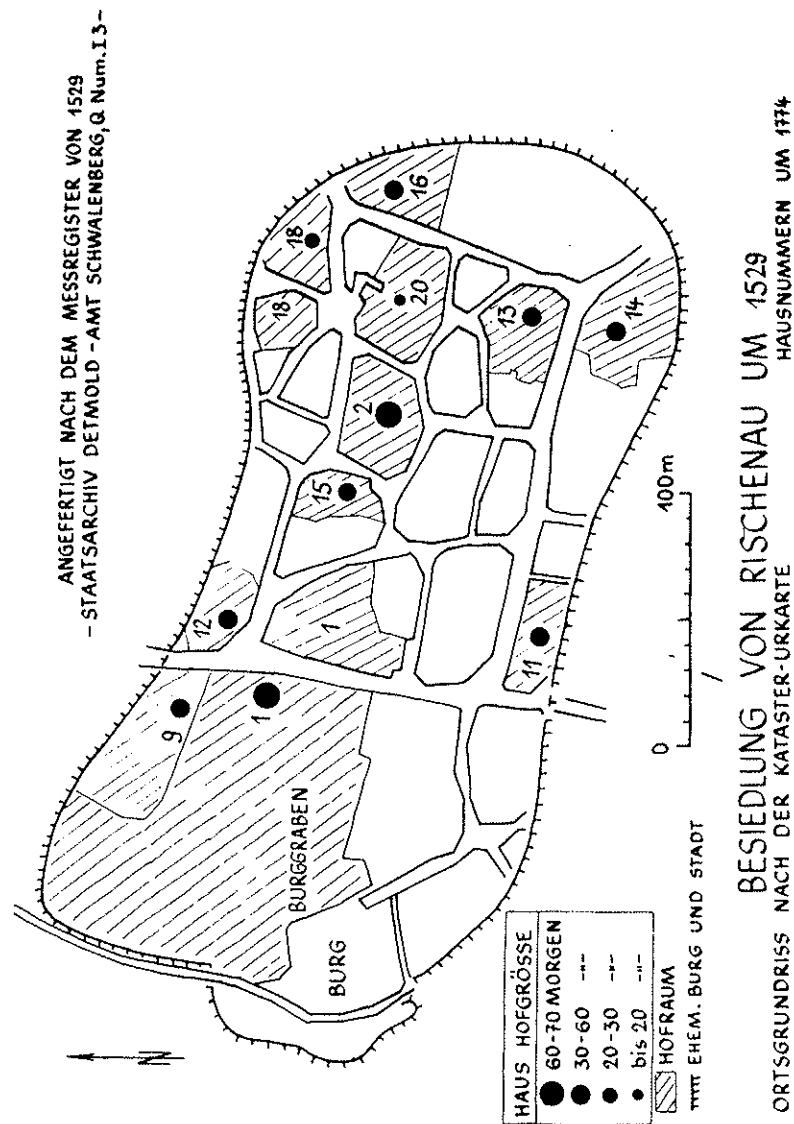 ANGEFERTIGT NACH DEM MESSREGISTER VON 1529
- STAATSARCHIV DETMOLD - AMT SCHWALENBERG, Q Num. I 3 -
N
9
12
1
1
15
2
18
18
16
20
13
14
11
BURGGRABEN
BURG
0
100m
HAUS HOFGRÖSSE
60-70 MORGEN
30-60 -"-
20-30 -"-
bis 20 -"-
HOFRAUM
EHEM. BURG UND STADT
BESIEDLUNG VON RISCHENAU UM 1529
ORTSGRUNDRISS NACH DER KATASTER-URKARTE
HAUSNUMMERN UM 1774